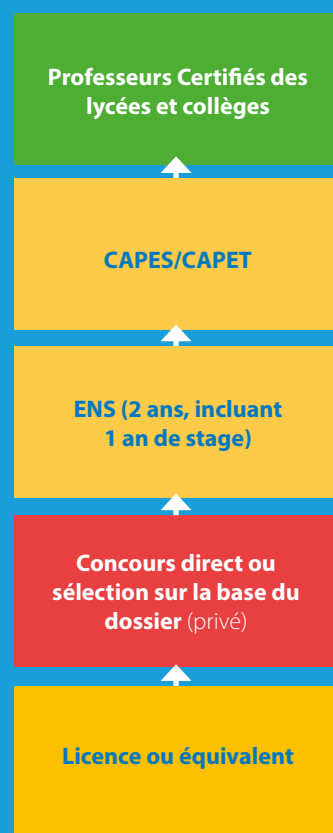 Professeurs Certifiés des
lycées et collèges
CAPES/CAPET
ENS (2 ans, incluant
1 an de stage)
Concours direct ou
sélection sur la base du
dossier (privé)
Licence ou équivalent